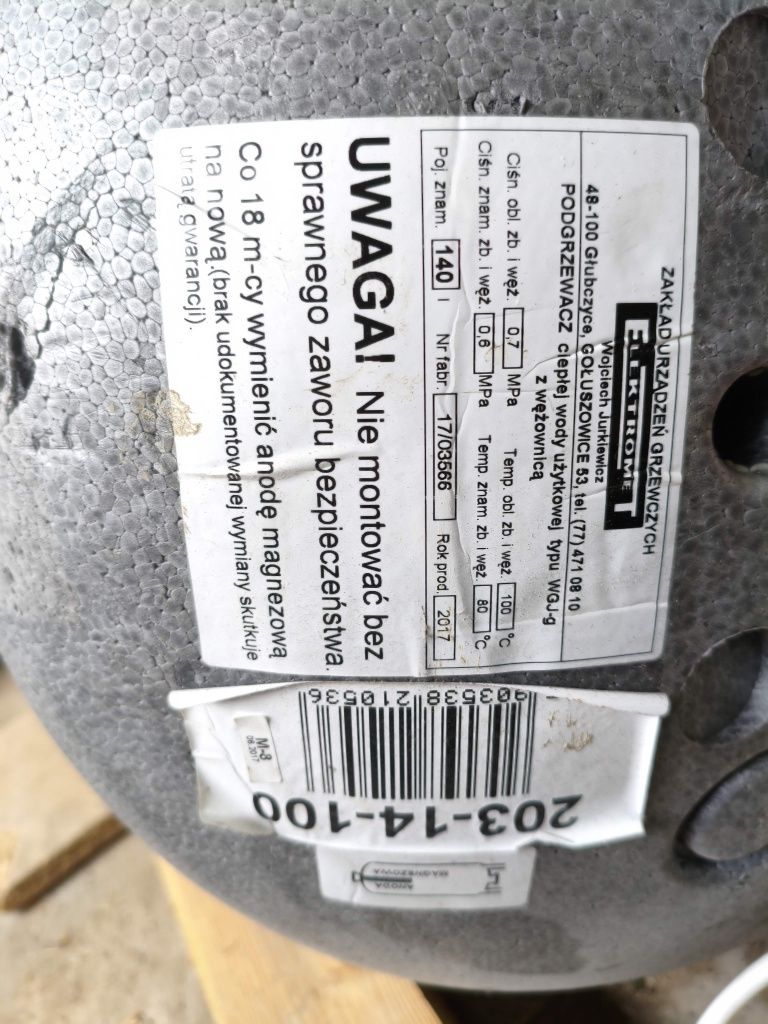 ZAKŁAD URZĄDZEŃ GRZEWCZYCH
ELEKTROMET
Wojciech Jurkiewicz
48-100 Głubczyce, GOŁUSZOWICE 53, tel. (77) 471 08 10
PODGRZEWACZ ciepłej wody użytkowej typu WGJ-g
z wężownicą
Ciśn. obl. zb. i węż. 0,7 MPa Temp. obl. zb. i węż. 100 °C
Ciśn. znam. zb. i węż. 0,6 MPa Temp. znam. zb. i węż. 80 °C
Poj. znam. 140 l Nr fabr. 17/03566 Rok prod. 2017
UWAGA! Nie montować bez
sprawnego zaworu bezpieczeństwa.
Co 18 m-cy wymienić anodę magnezową
na nową.(brak udokumentowanej wymiany skutkuje
utratą gwarancji).
203-14-100
M-8
08.2017
ANODA
MAGNEZOWA